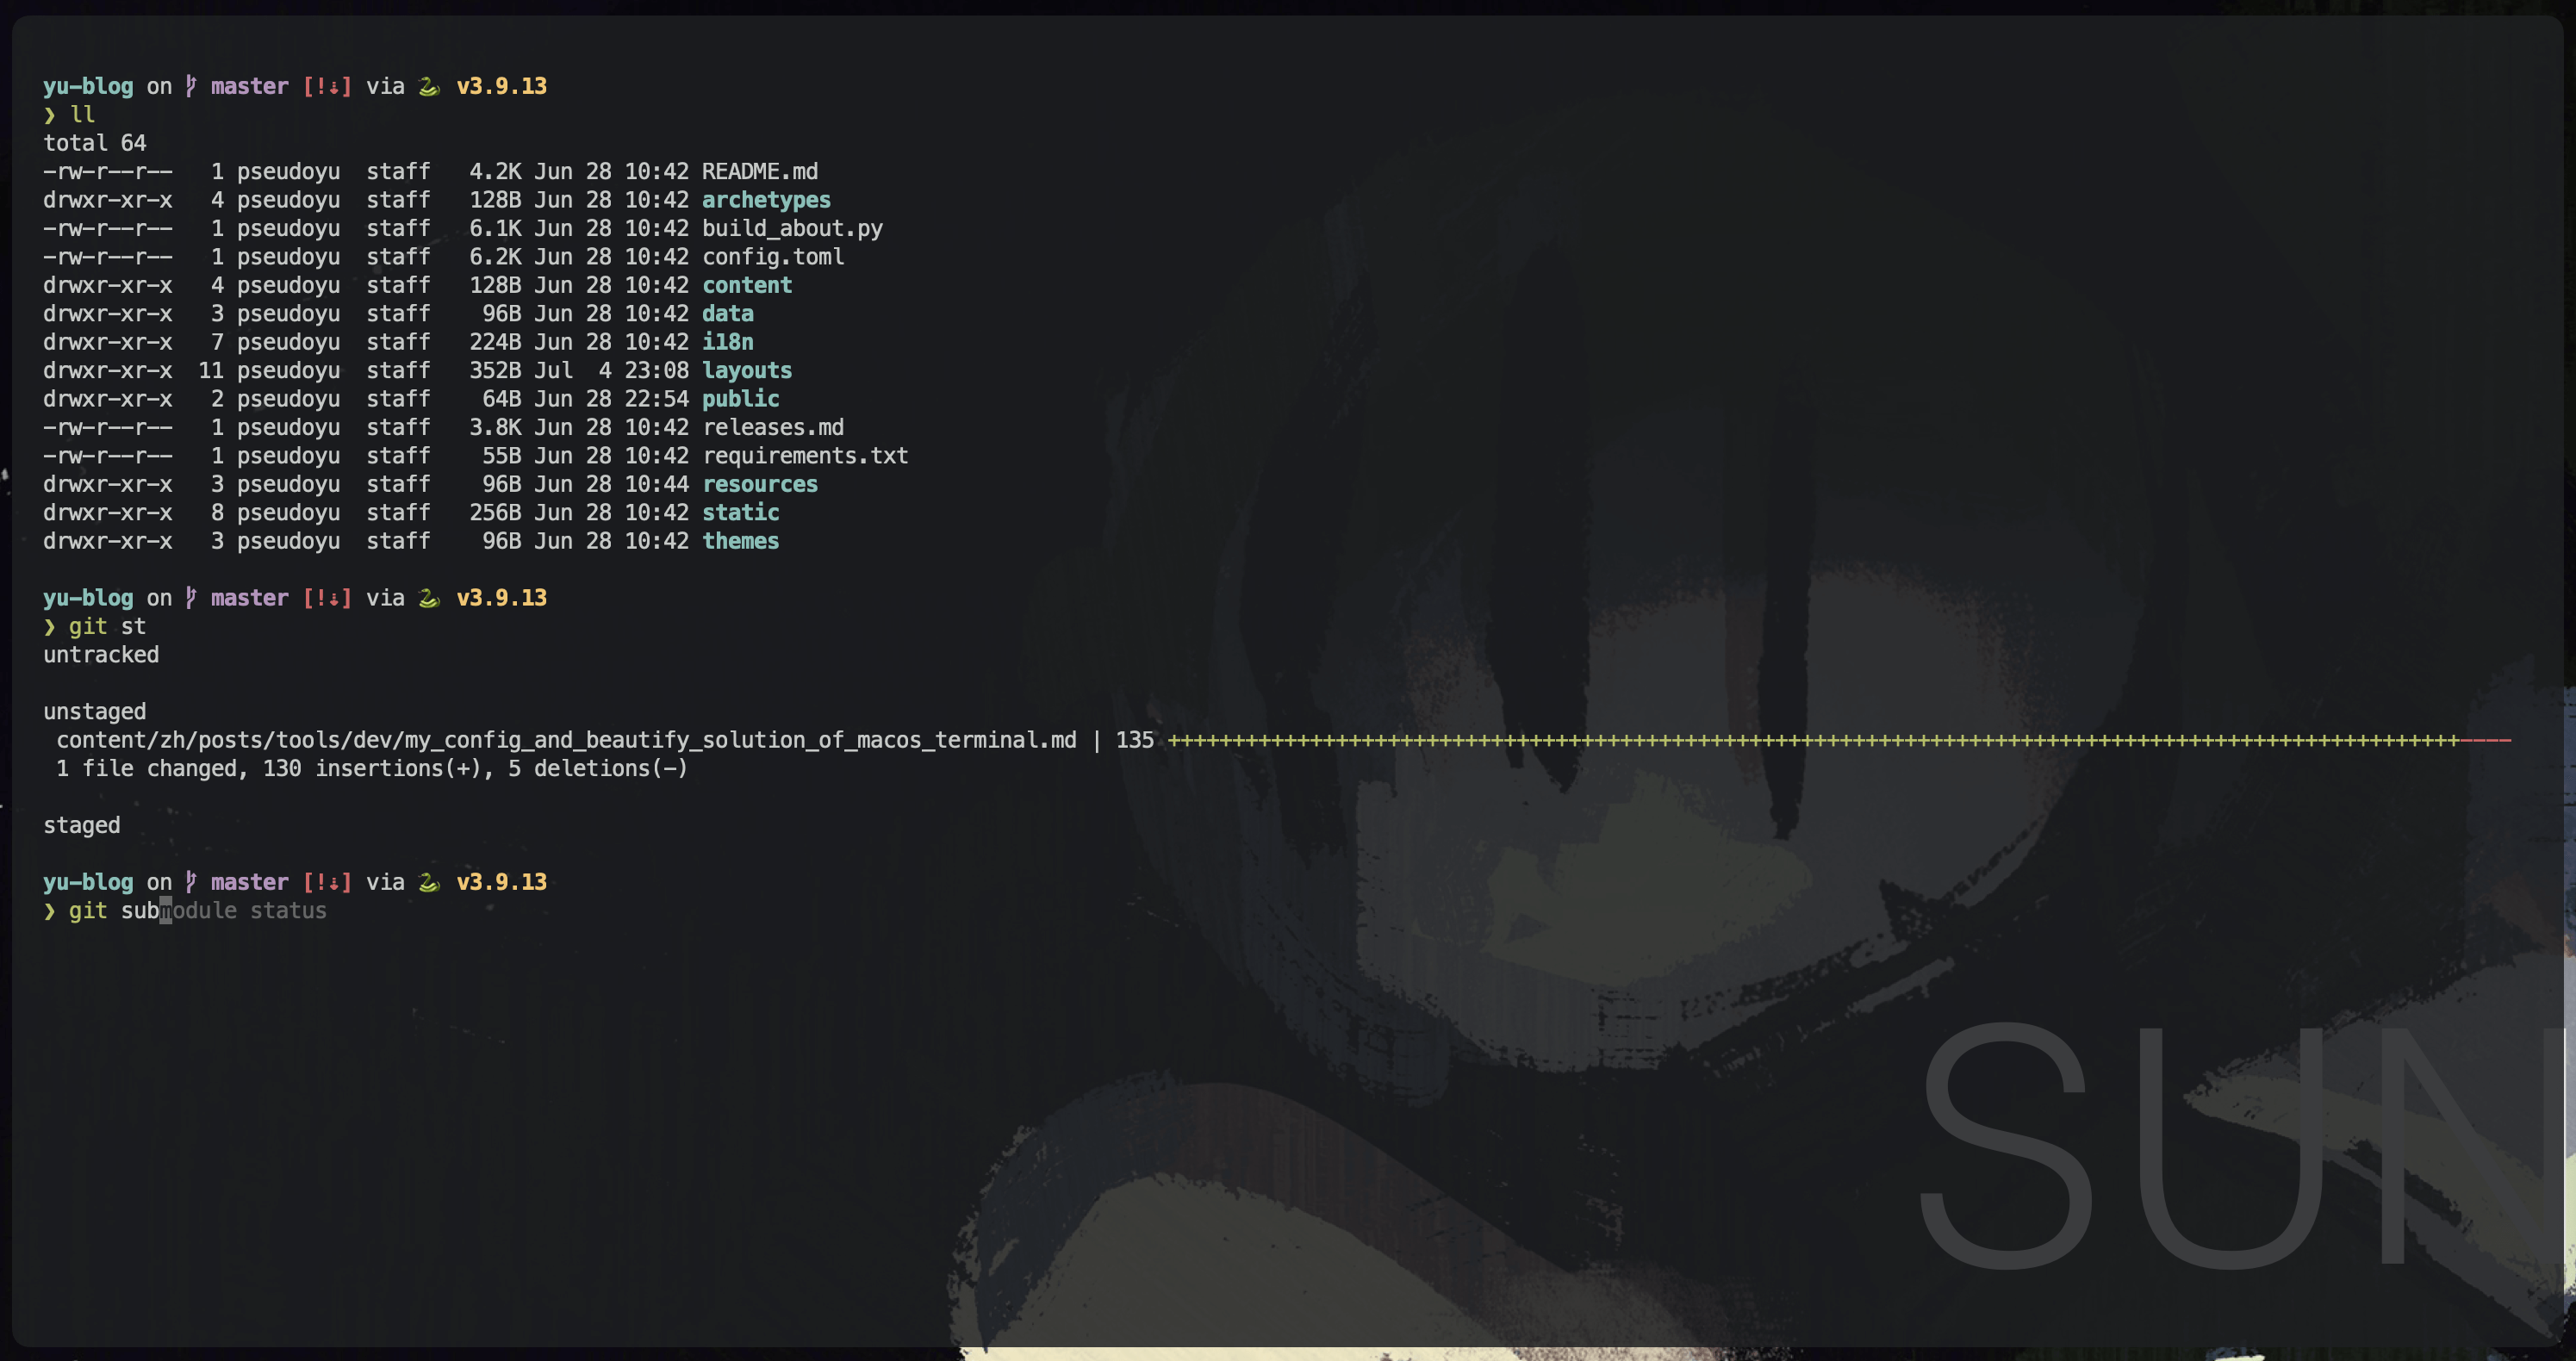 yu-blog on master [!⇣] via 🐍 v3.9.13
❯ ll
total 64
-rw-r--r--   1 pseudoyu  staff   4.2K Jun 28 10:42 README.md
drwxr-xr-x   4 pseudoyu  staff   128B Jun 28 10:42 archetypes
-rw-r--r--   1 pseudoyu  staff   6.1K Jun 28 10:42 build_about.py
-rw-r--r--   1 pseudoyu  staff   6.2K Jun 28 10:42 config.toml
drwxr-xr-x   4 pseudoyu  staff   128B Jun 28 10:42 content
drwxr-xr-x   3 pseudoyu  staff    96B Jun 28 10:42 data
drwxr-xr-x   7 pseudoyu  staff   224B Jun 28 10:42 i18n
drwxr-xr-x  11 pseudoyu  staff   352B Jul  4 23:08 layouts
drwxr-xr-x   2 pseudoyu  staff    64B Jun 28 22:54 public
-rw-r--r--   1 pseudoyu  staff   3.8K Jun 28 10:42 releases.md
-rw-r--r--   1 pseudoyu  staff    55B Jun 28 10:42 requirements.txt
drwxr-xr-x   3 pseudoyu  staff    96B Jun 28 10:44 resources
drwxr-xr-x   8 pseudoyu  staff   256B Jun 28 10:42 static
drwxr-xr-x   3 pseudoyu  staff    96B Jun 28 10:42 themes
yu-blog on master [!⇣] via 🐍 v3.9.13
❯ git st
untracked
unstaged
 content/zh/posts/tools/dev/my_config_and_beautify_solution_of_macos_terminal.md | 135 ++++++++++++++++++++++++++++++++++++++++++++++++++++++++++++++++++++++++++++++++++++++++++++++++++++----
 1 file changed, 130 insertions(+), 5 deletions(-)
staged
yu-blog on master [!⇣] via 🐍 v3.9.13
❯ git submodule status
SUN